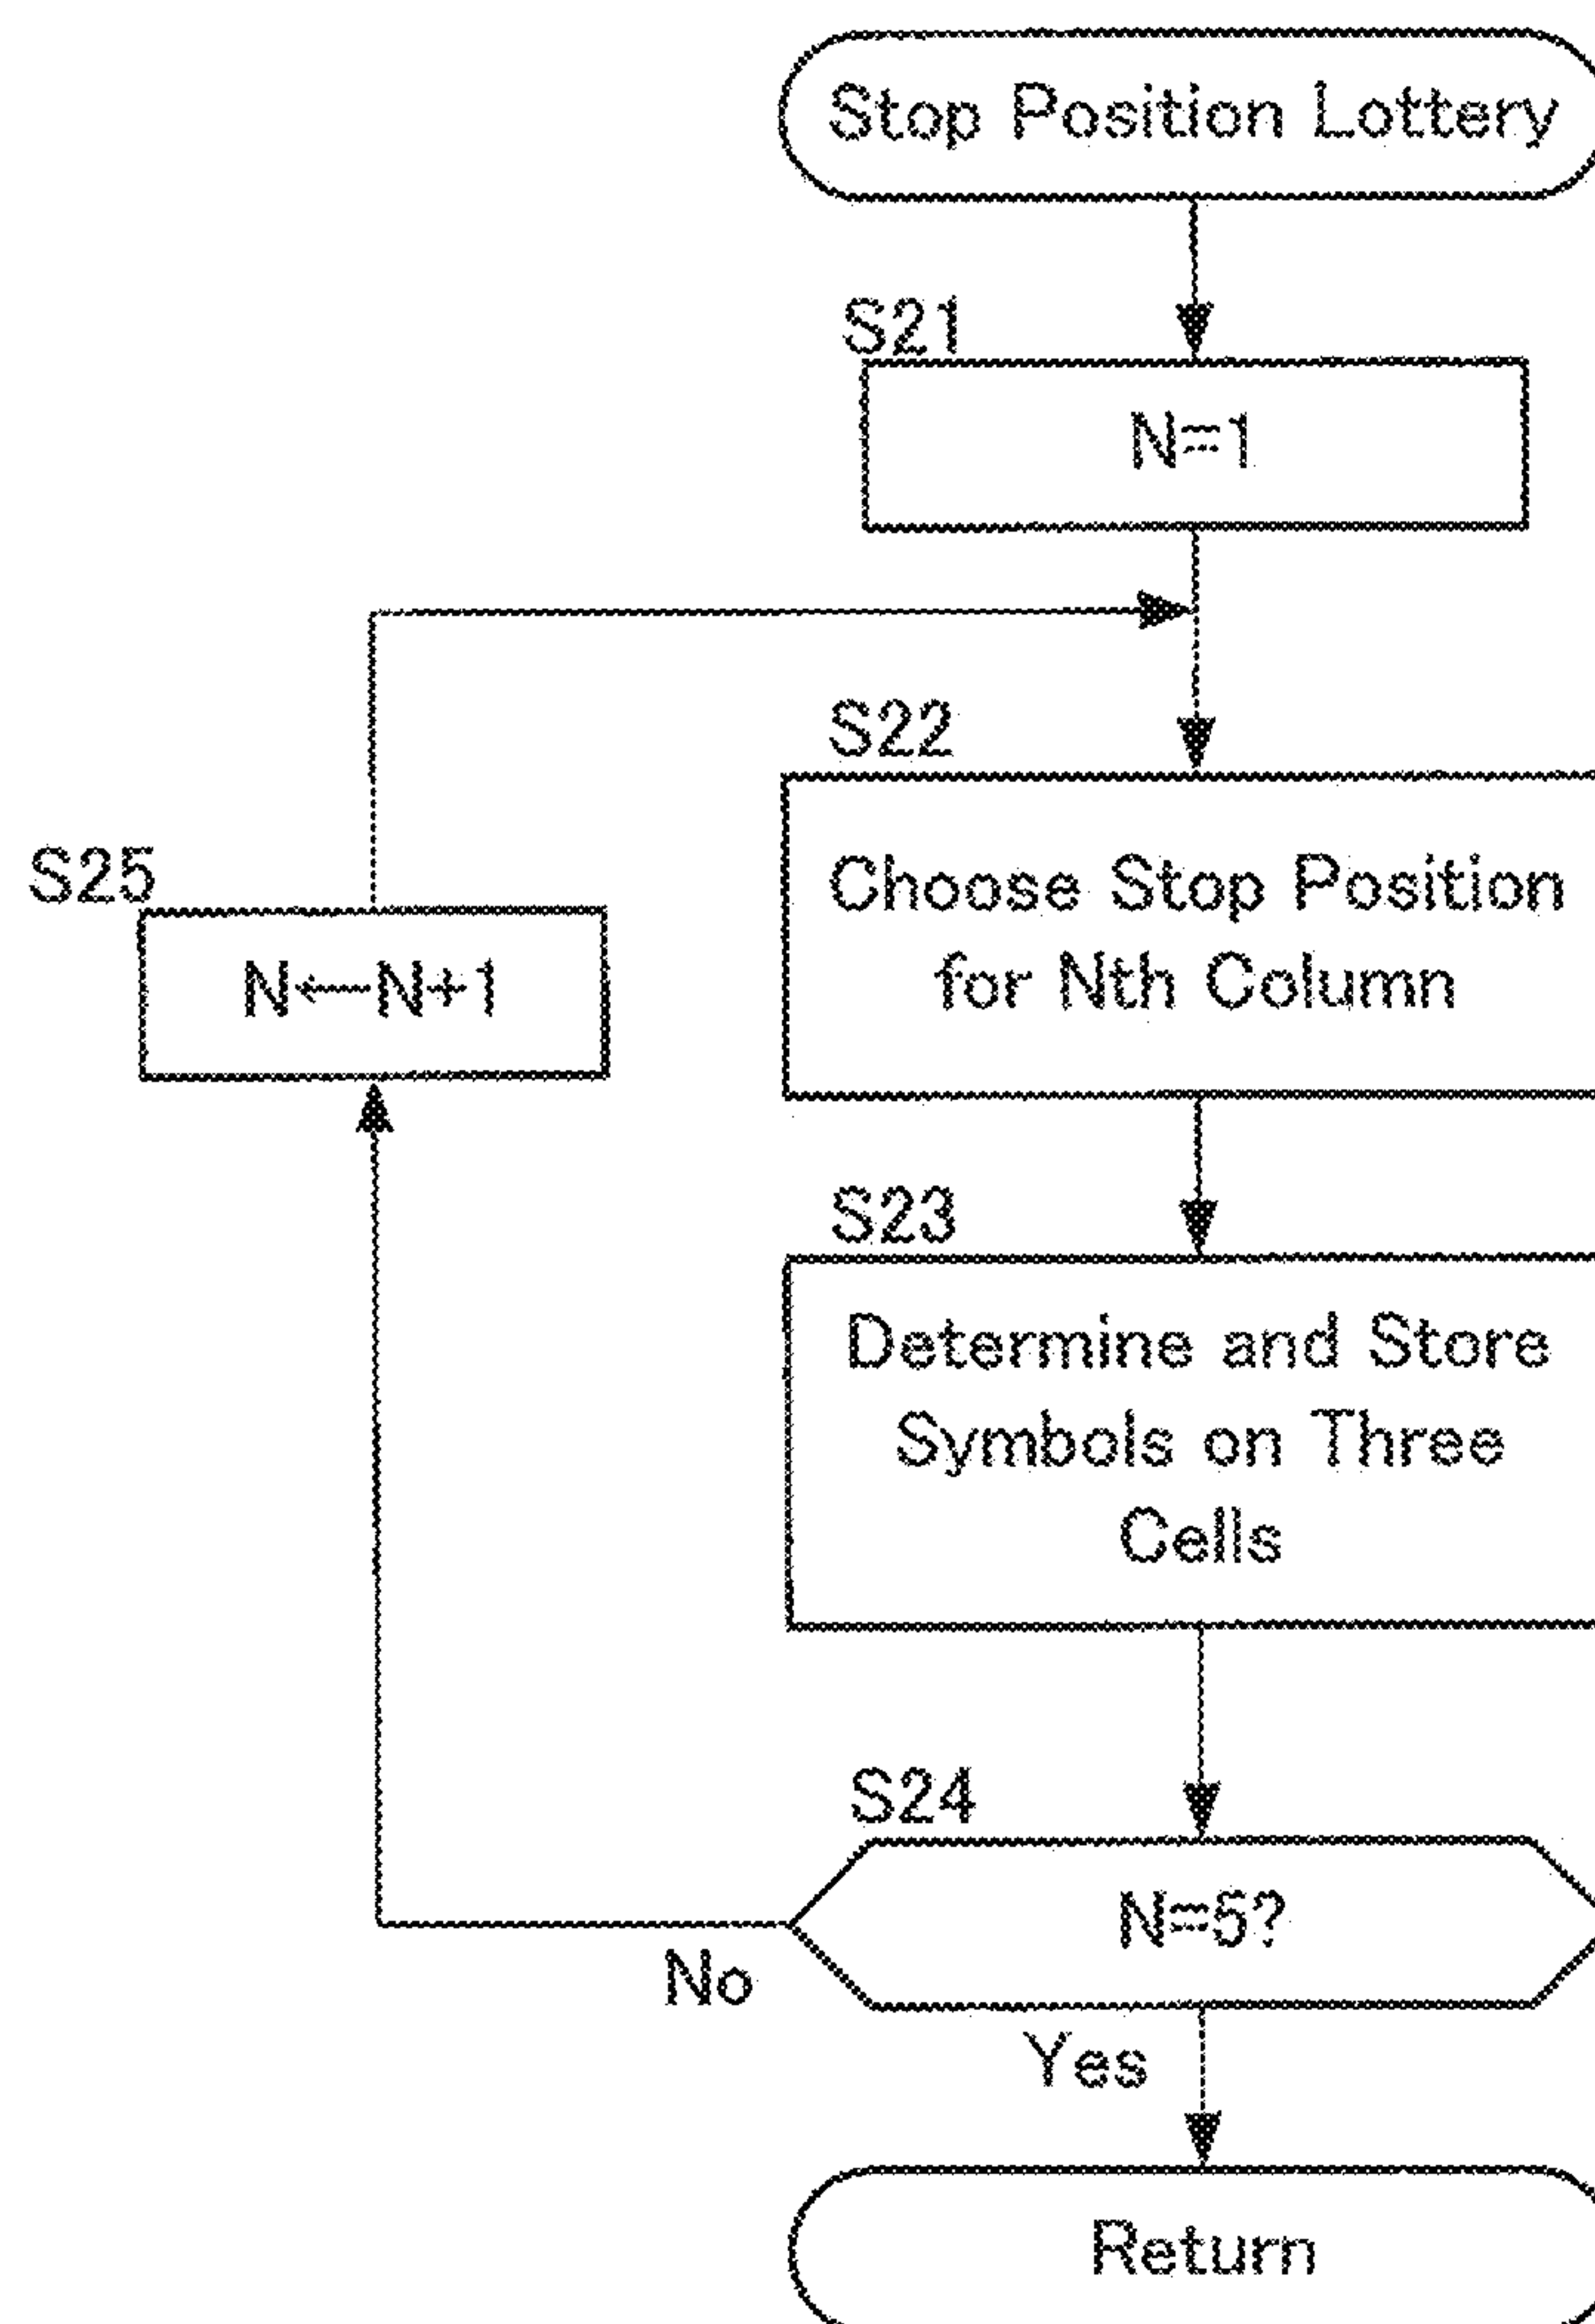 Stop Position Lottery
S21
N=1
S22
Choose Stop Position
for Nth Column
S25
N←N+1
S23
Determine and Store
Symbols on Three
Cells
S24
N=5?
No
Yes
Return